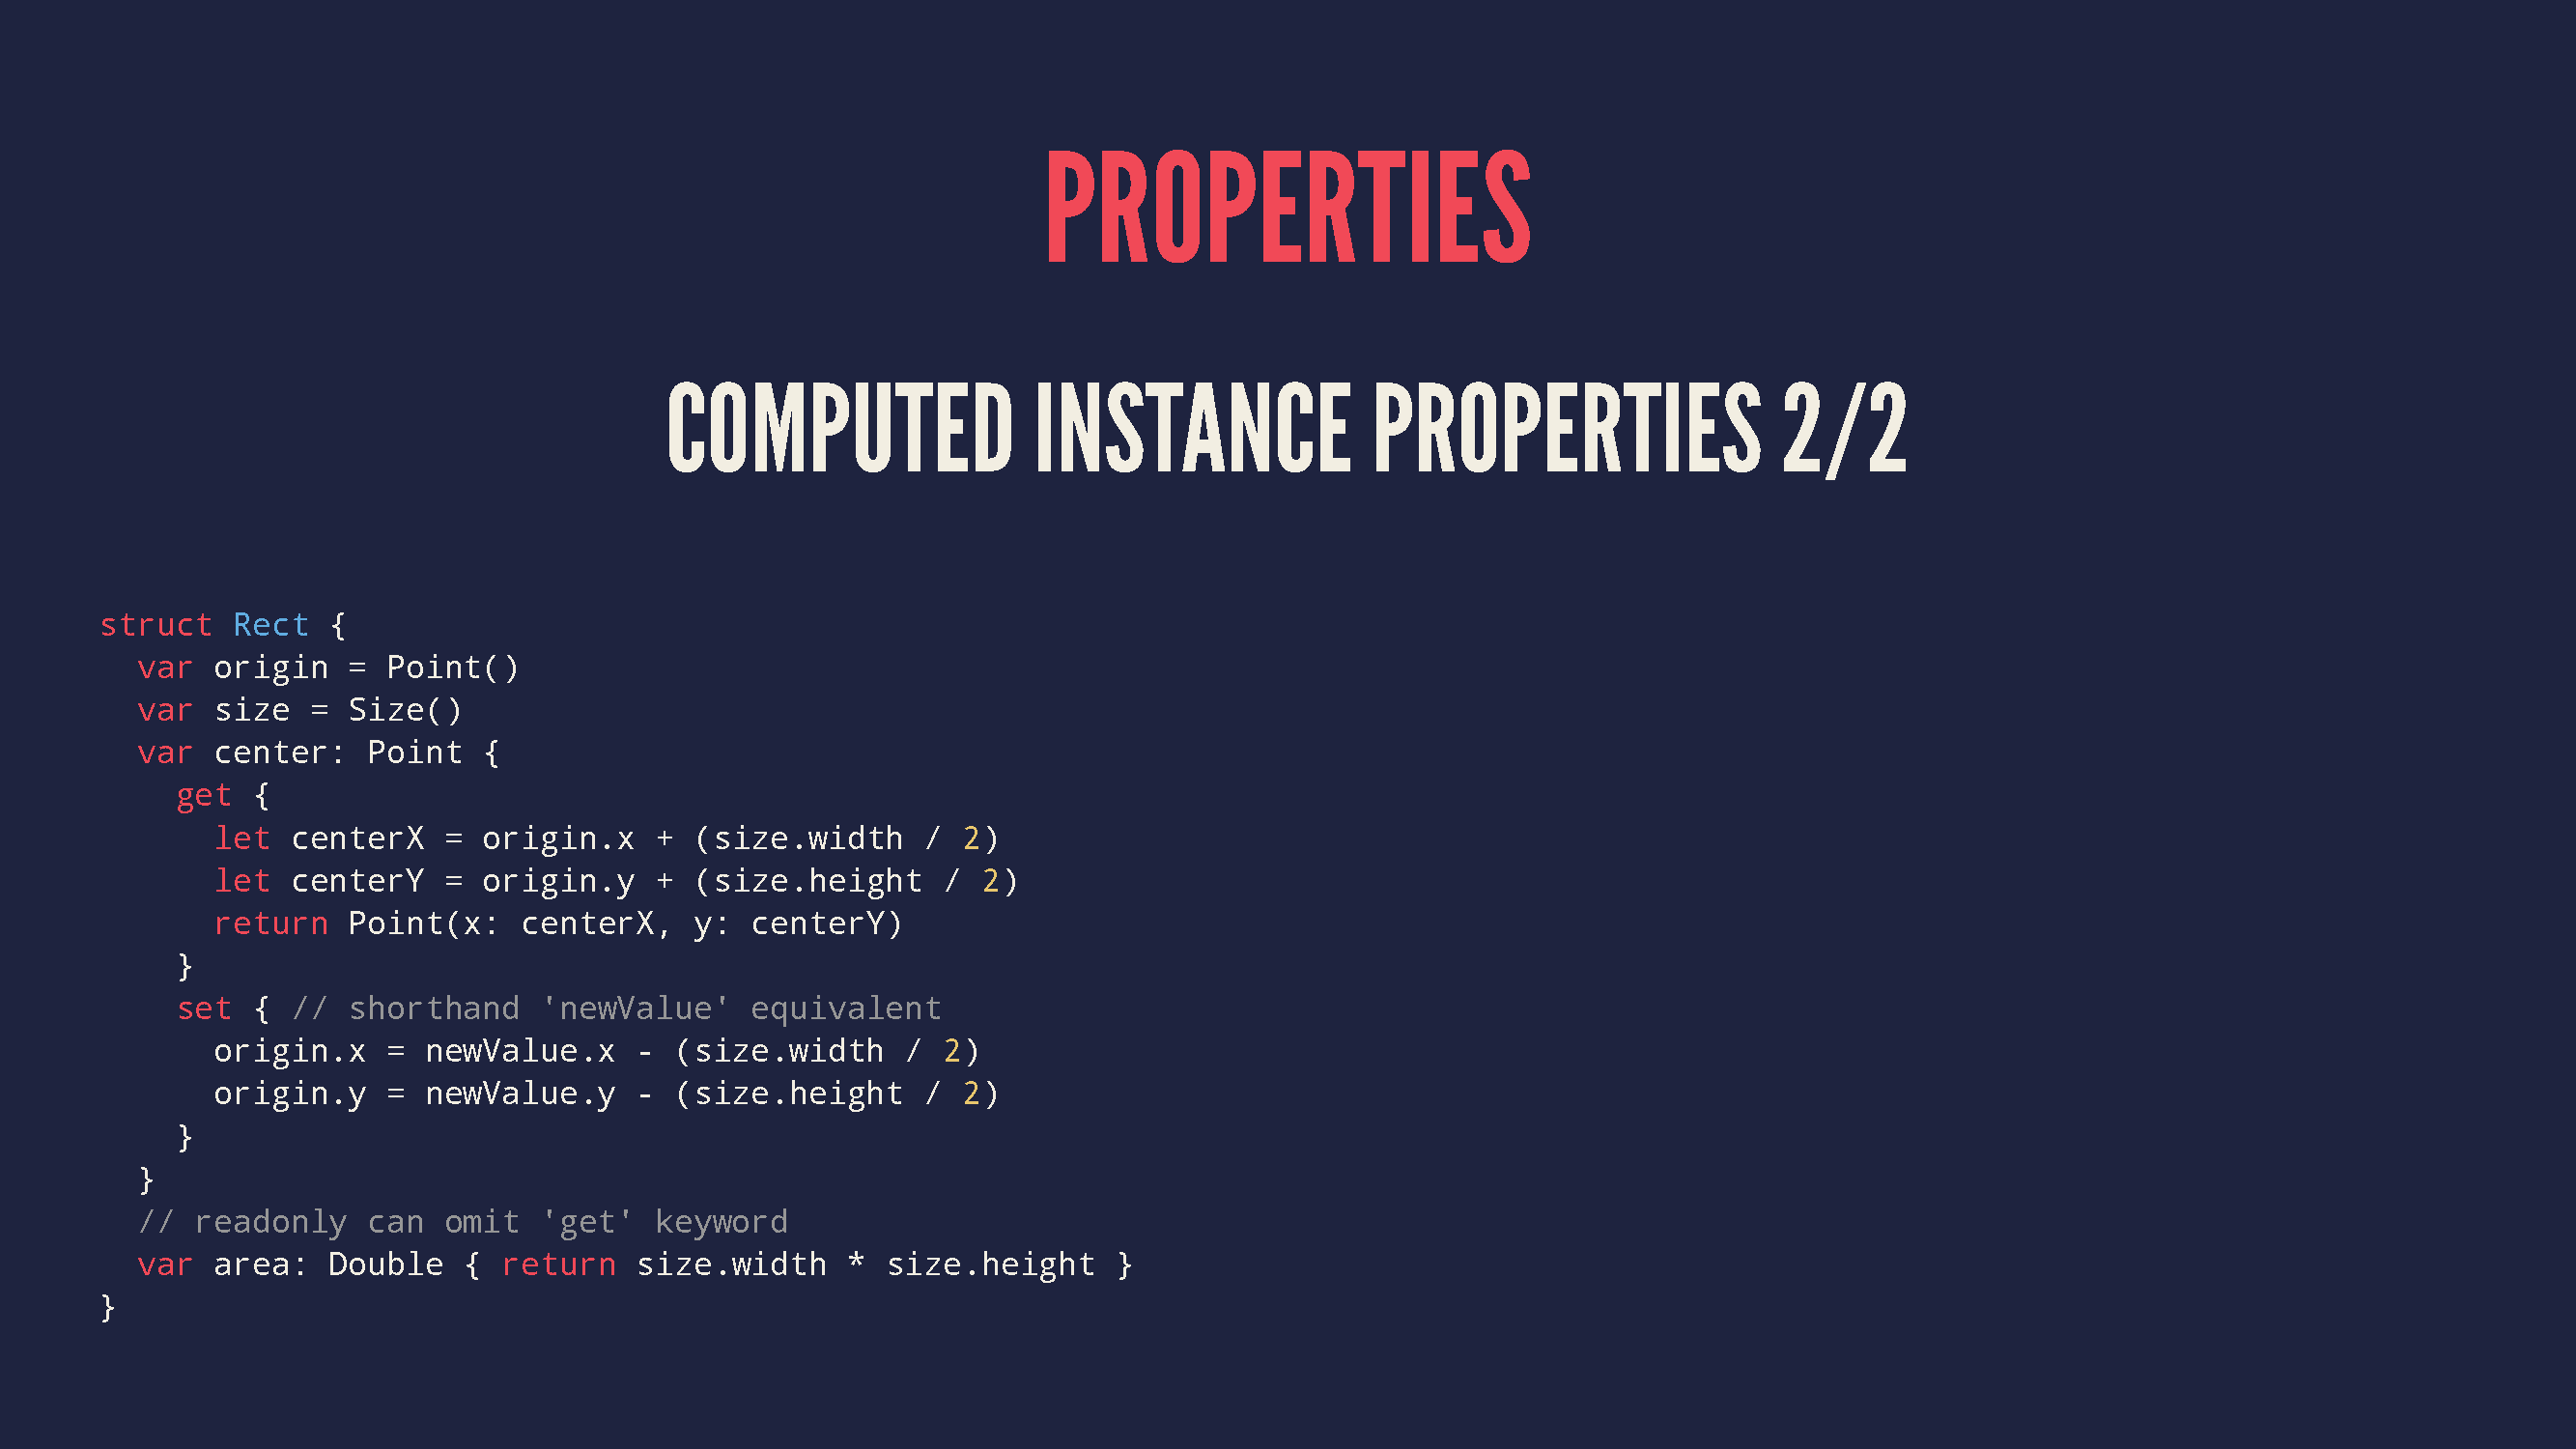 PROPERTIES
COMPUTED INSTANCE PROPERTIES 2/2
struct Rect {
  var origin = Point()
  var size = Size()
  var center: Point {
    get {
      let centerX = origin.x + (size.width / 2)
      let centerY = origin.y + (size.height / 2)
      return Point(x: centerX, y: centerY)
    }
    set { // shorthand 'newValue' equivalent
      origin.x = newValue.x - (size.width / 2)
      origin.y = newValue.y - (size.height / 2)
    }
  }
  // readonly can omit 'get' keyword
  var area: Double { return size.width * size.height }
}